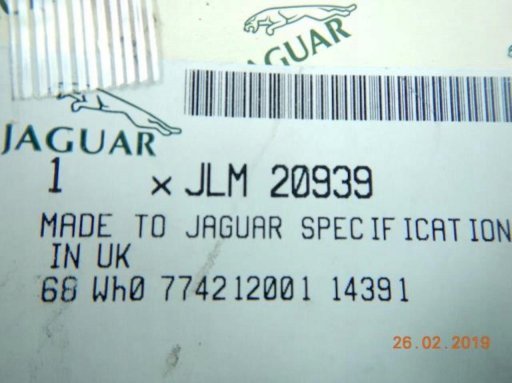 JAGUAR
JAGUAR
1 x JLM 20939
MADE TO JAGUAR SPECIFICATION
IN UK
68 Wh0 774212001 14391
26.02.2019